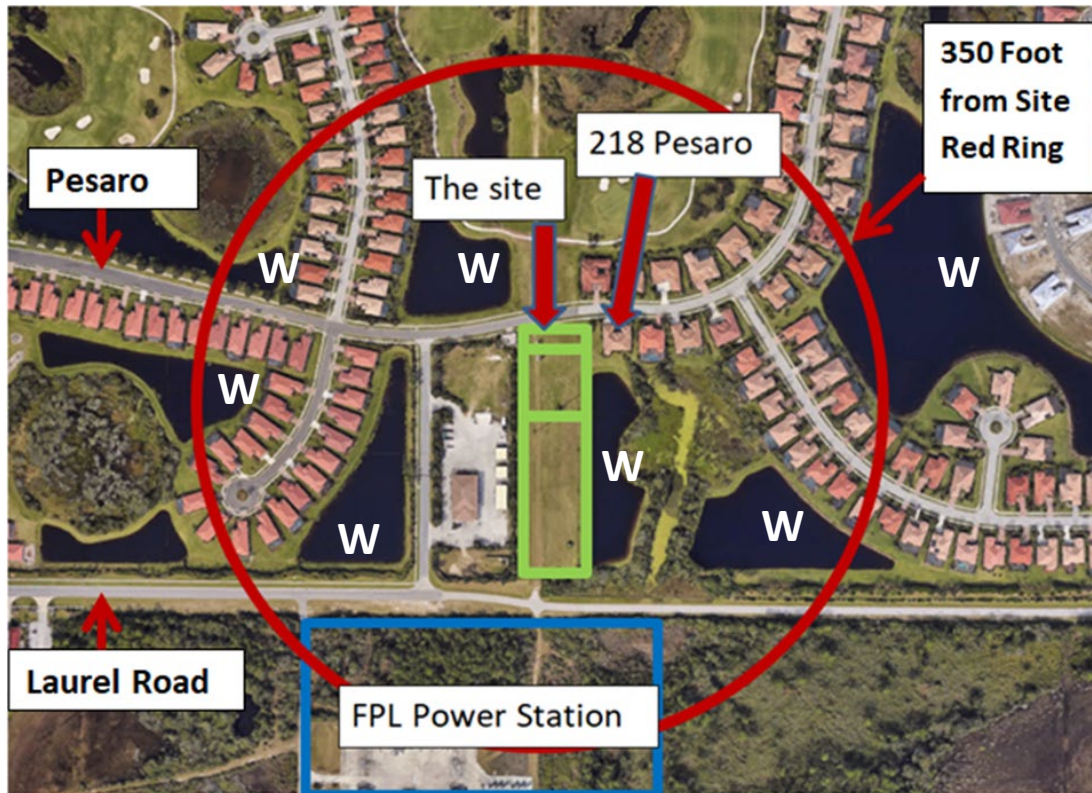 350 Foot
from Site
Red Ring
218 Pesaro
Pesaro
The site
W
W
W
W
W
W
W
Laurel Road
FPL Power Station